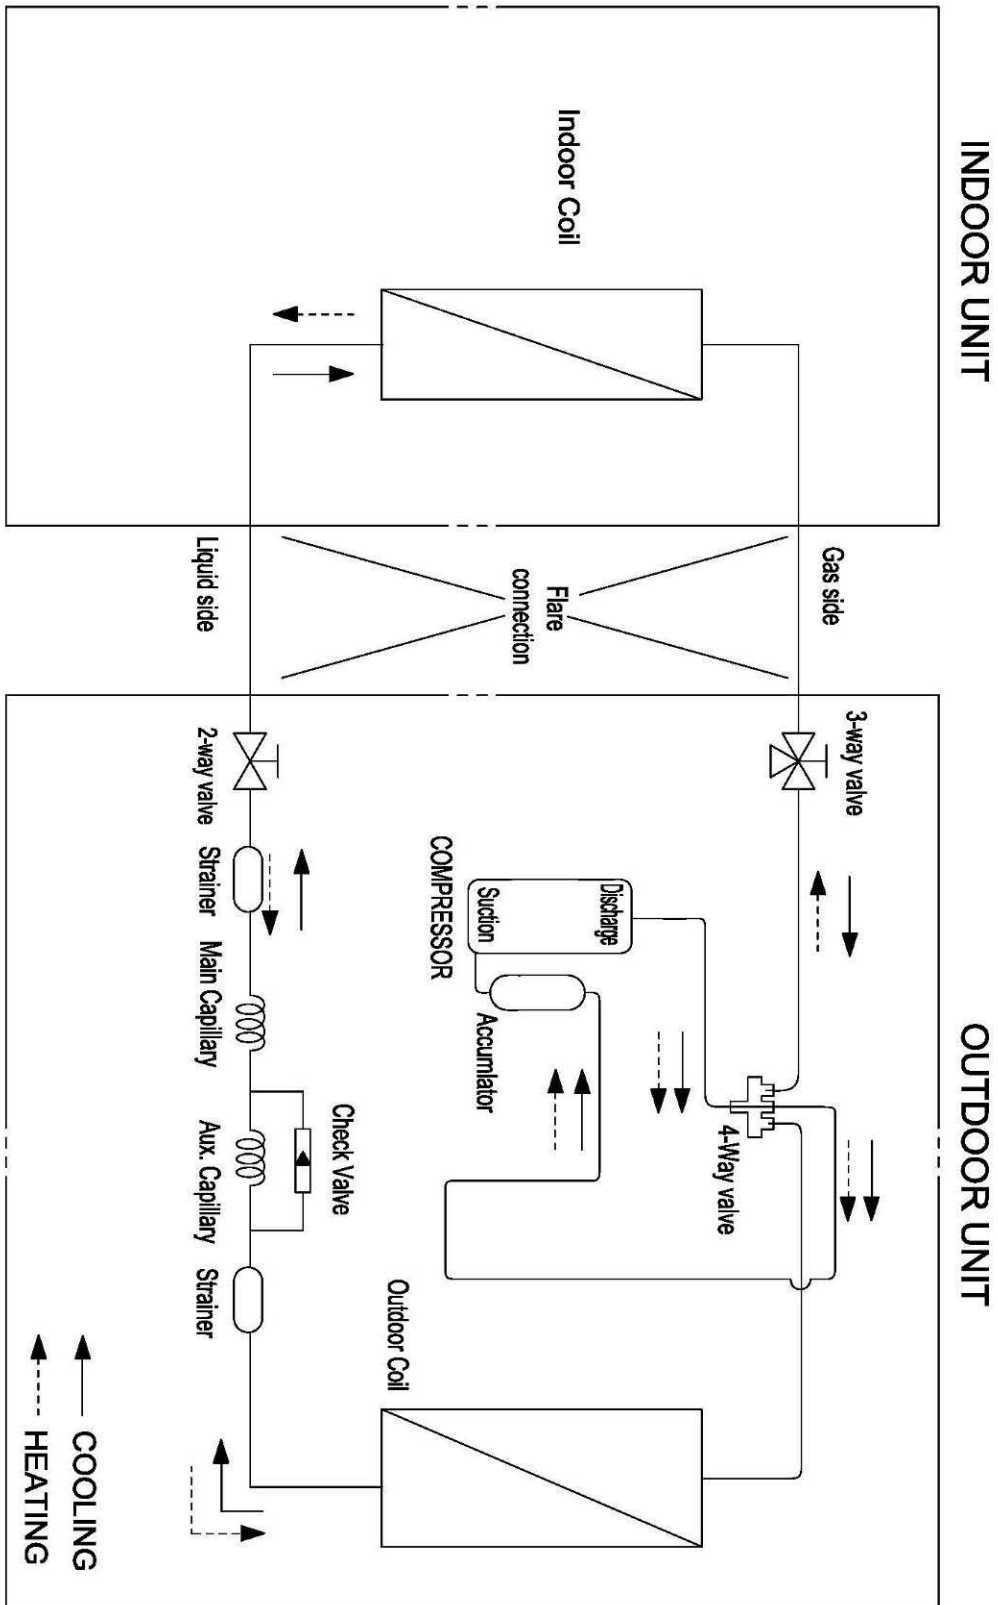 INDOOR UNIT
OUTDOOR UNIT
Indoor Coil
Gas side
Flare
connection
Liquid side
3-way valve
4-Way valve
Discharge
Suction
COMPRESSOR
Accumlator
Outdoor Coil
Check Valve
2-way valve
Strainer
Main Capillary
Aux. Capillary
Strainer
COOLING
HEATING